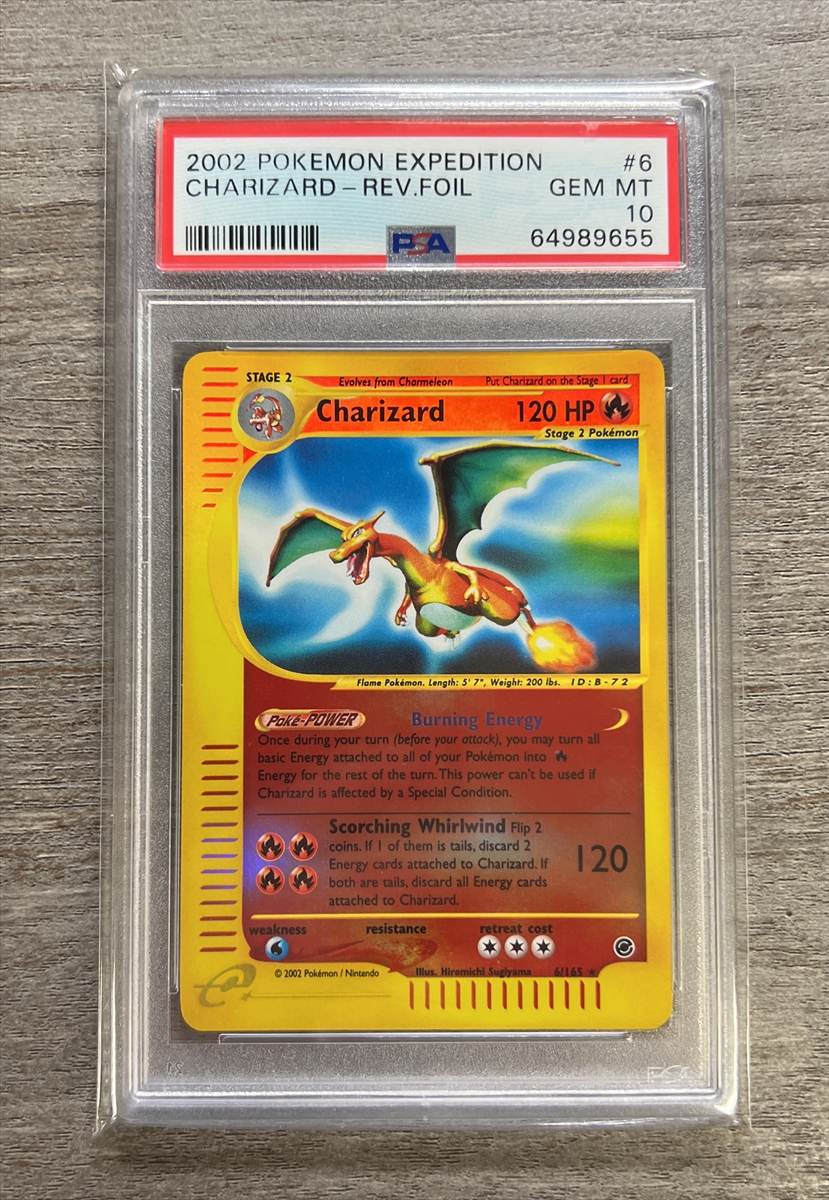 2002 POKEMON EXPEDITION #6
CHARIZARD – REV.FOIL GEM MT
10
PSA 64989655
STAGE 2 Evolves from Charmeleon Put Charizard on the Stage 1 card
Charizard 120 HP
Stage 2 Pokémon
Flame Pokémon. Length: 5' 7", Weight: 200 lbs. ID:B-72
Poké-POWER Burning Energy
Once during your turn (before your attack), you may turn all
basic Energy attached to all of your Pokémon into
Energy for the rest of the turn. This power can't be used if
Charizard is affected by a Special Condition.
Scorching Whirlwind Flip 2
coins. If 1 of them is tails, discard 2
Energy cards attached to Charizard. If
both are tails, discard all Energy cards
attached to Charizard.
120
weakness resistance retreat cost
© 2002 Pokémon / Nintendo Illus. Hiromichi Sugiyama 6/165 ★